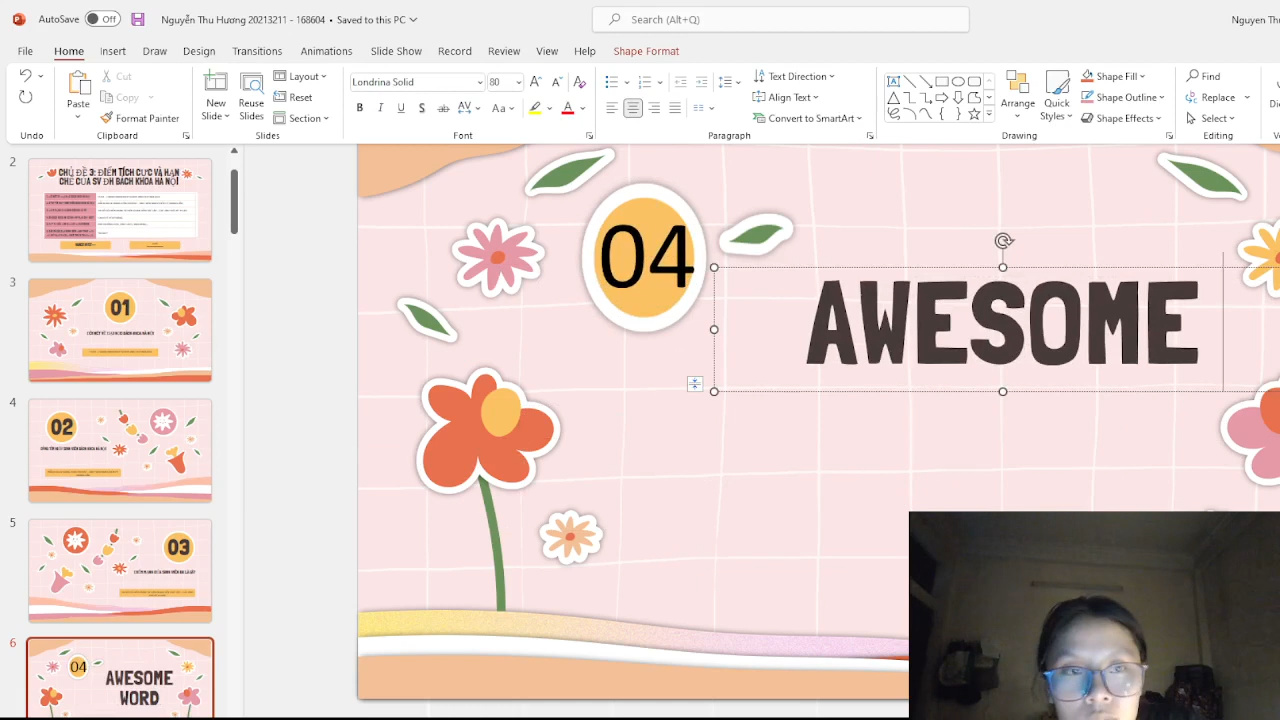 AutoSave Off Nguyễn Thu Hương 20213211 - 168604 • Saved to this PC Search (Alt+Q) Nguyen Thu
File Home Insert Draw Design Transitions Animations Slide Show Record Review View Help Shape Format
Paste Cut Copy Format Painter
New Slide Reuse Slides Layout Reset Section
Londrina Solid 80
Text Direction Align Text Convert to SmartArt
Arrange Quick Styles Shape Fill Shape Outline Shape Effects
Find Replace Select
Undo Clipboard Slides Font Paragraph Drawing Editing
2
CHỦ ĐỀ 3: ĐIỂM TÍCH CỰC VÀ HẠN
CHẾ CỦA SV ĐH BÁCH KHOA HÀ NỘI
3
01
4
02
5
03
6
04
AWESOME
WORD
04
AWESOME